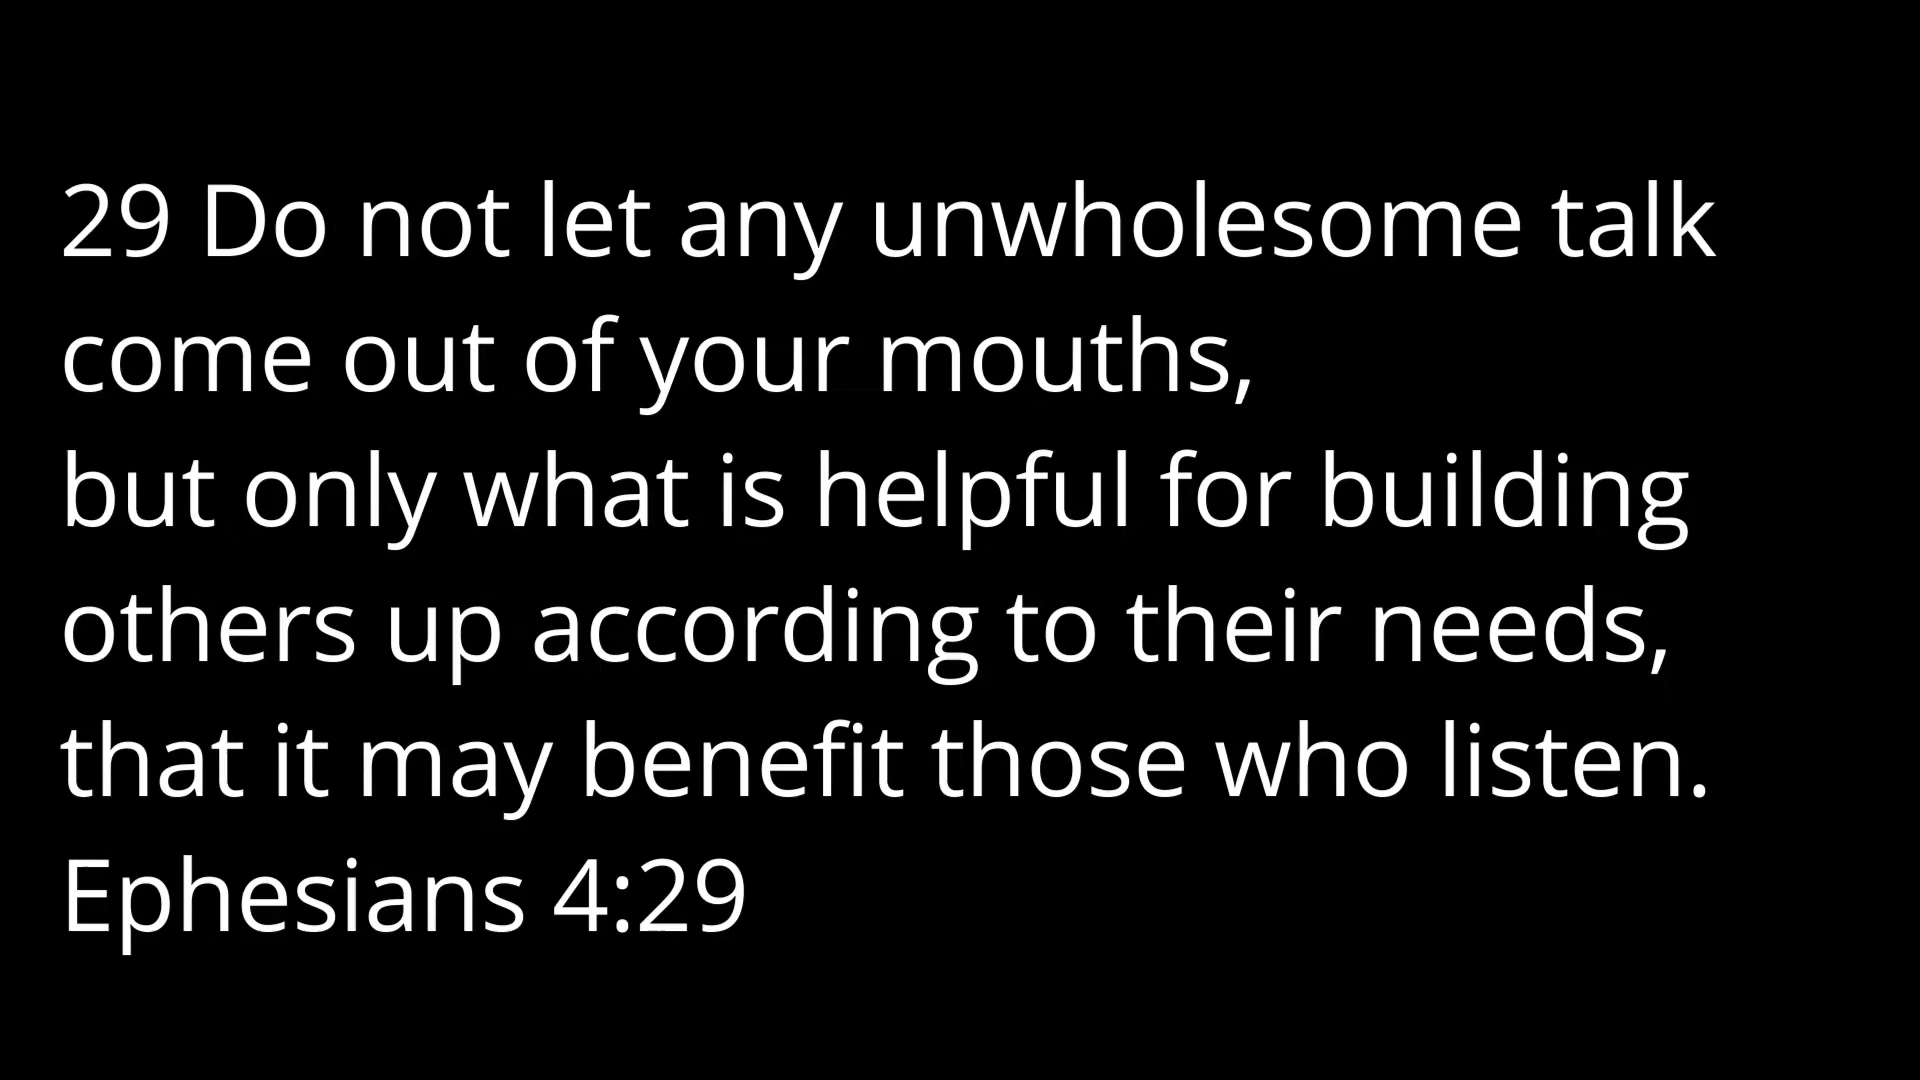 29 Do not let any unwholesome talk
come out of your mouths,
but only what is helpful for building
others up according to their needs,
that it may benefit those who listen.
Ephesians 4:29